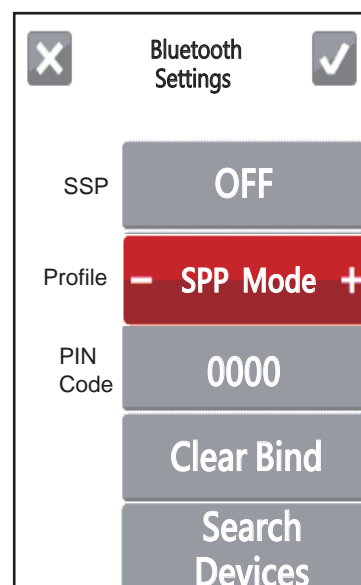 Bluetooth
Settings
SSP OFF
Profile - SPP Mode +
PIN
Code 0000
Clear Bind
Search
Devices